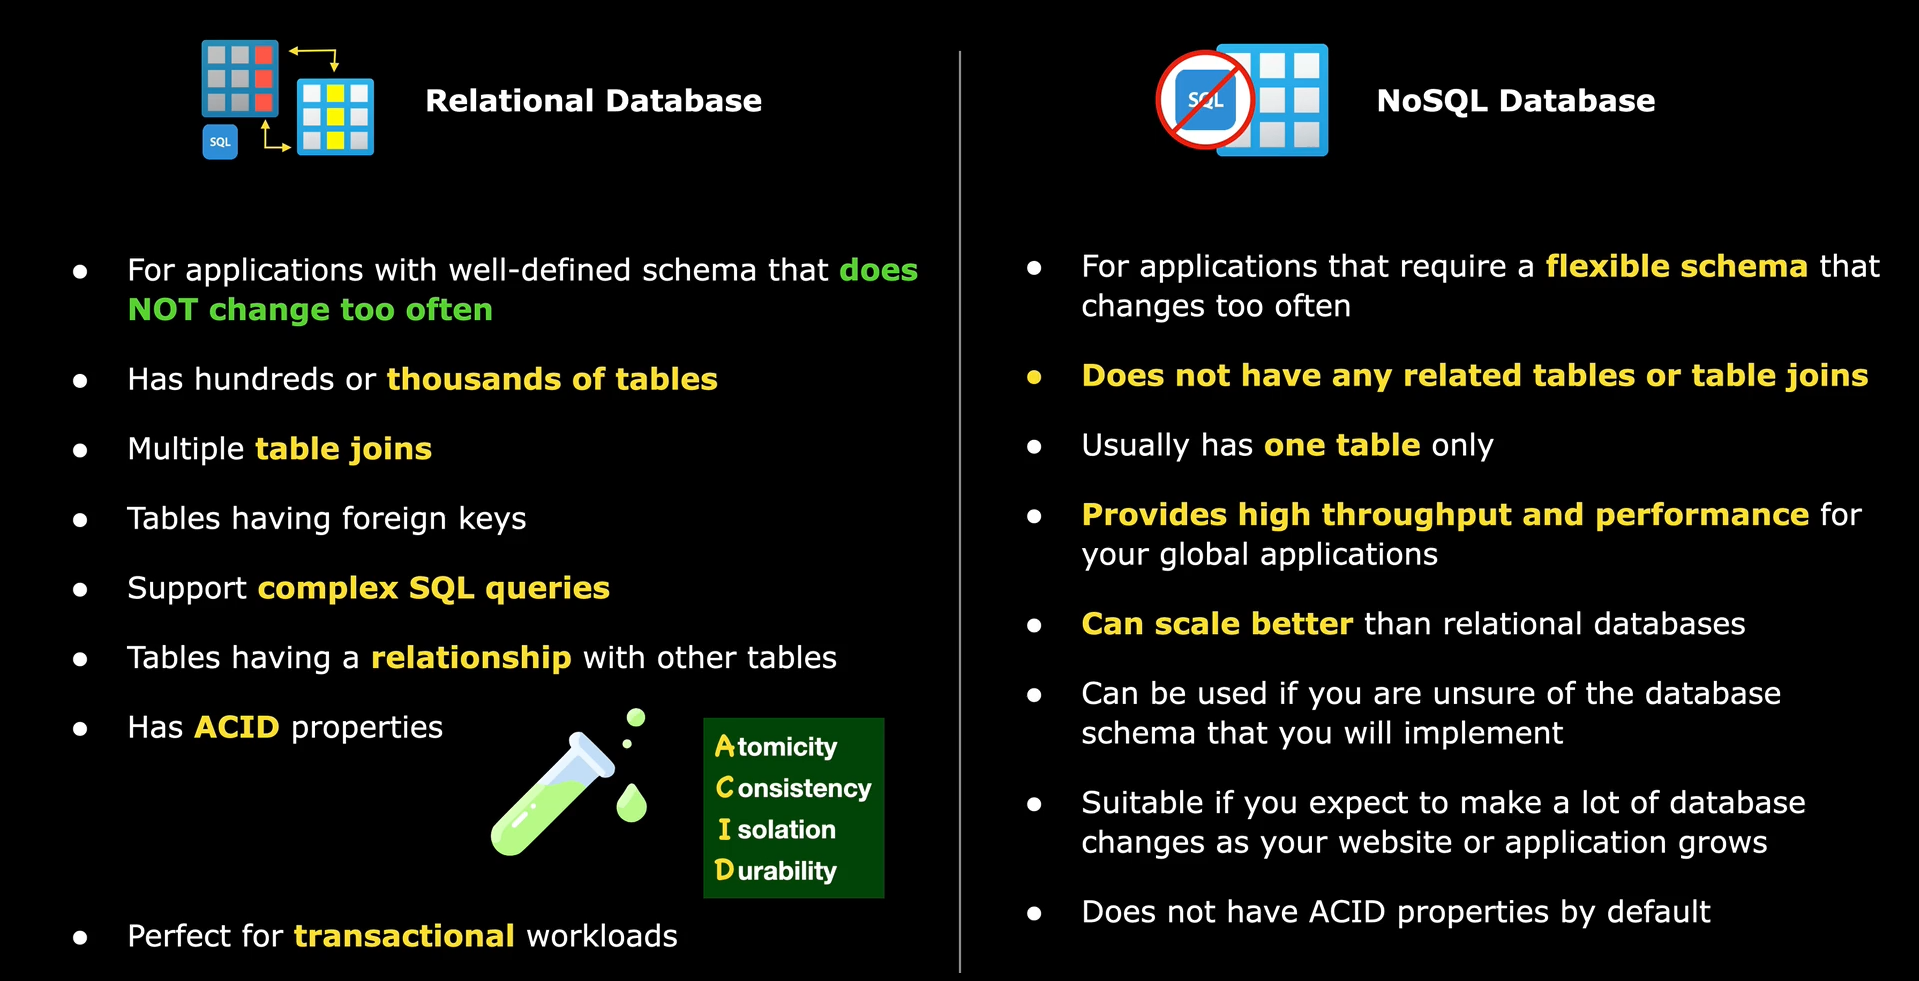 SQL
Relational Database
For applications with well-defined schema that does
NOT change too often
Has hundreds or thousands of tables
Multiple table joins
Tables having foreign keys
Support complex SQL queries
Tables having a relationship with other tables
Has ACID properties
Atomicity
Consistency
Isolation
Durability
Perfect for transactional workloads
SQL
NoSQL Database
For applications that require a flexible schema that
changes too often
Does not have any related tables or table joins
Usually has one table only
Provides high throughput and performance for
your global applications
Can scale better than relational databases
Can be used if you are unsure of the database
schema that you will implement
Suitable if you expect to make a lot of database
changes as your website or application grows
Does not have ACID properties by default